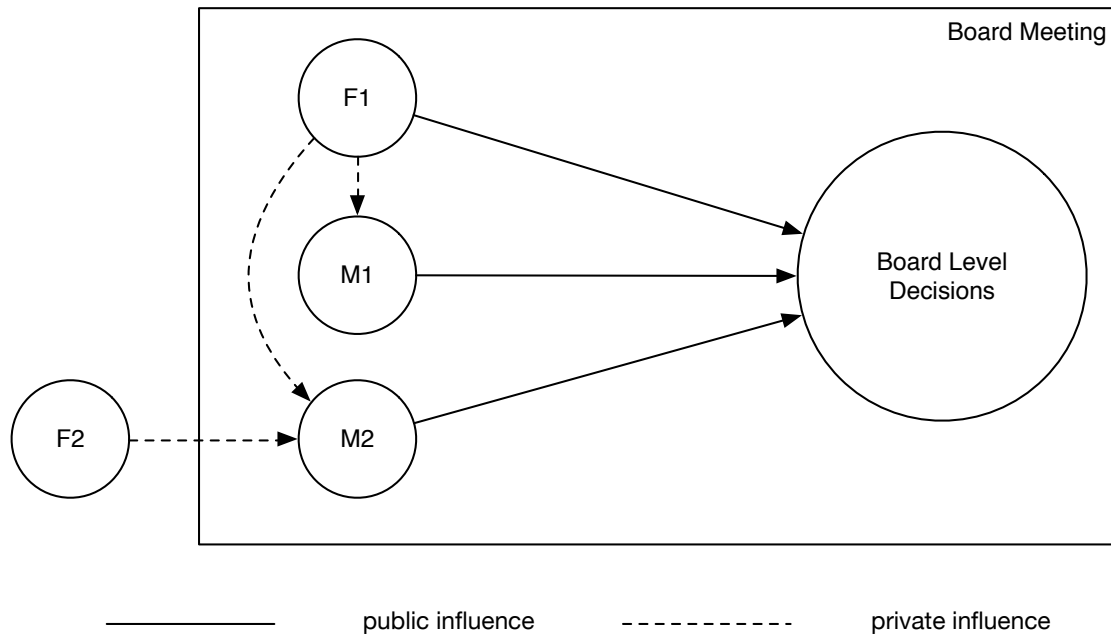 Board Meeting
F1
M1
Board Level
Decisions
F2
M2
public influence
private influence